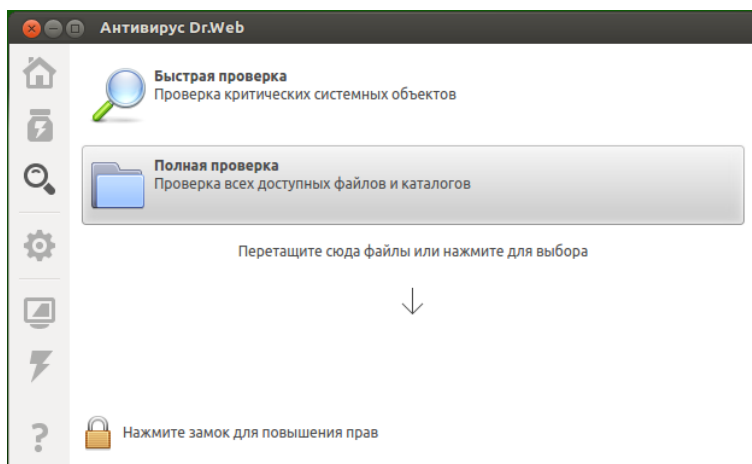 Антивирус Dr.Web
Быстрая проверка
Проверка критических системных объектов
Полная проверка
Проверка всех доступных файлов и каталогов
Перетащите сюда файлы или нажмите для выбора
Нажмите замок для повышения прав